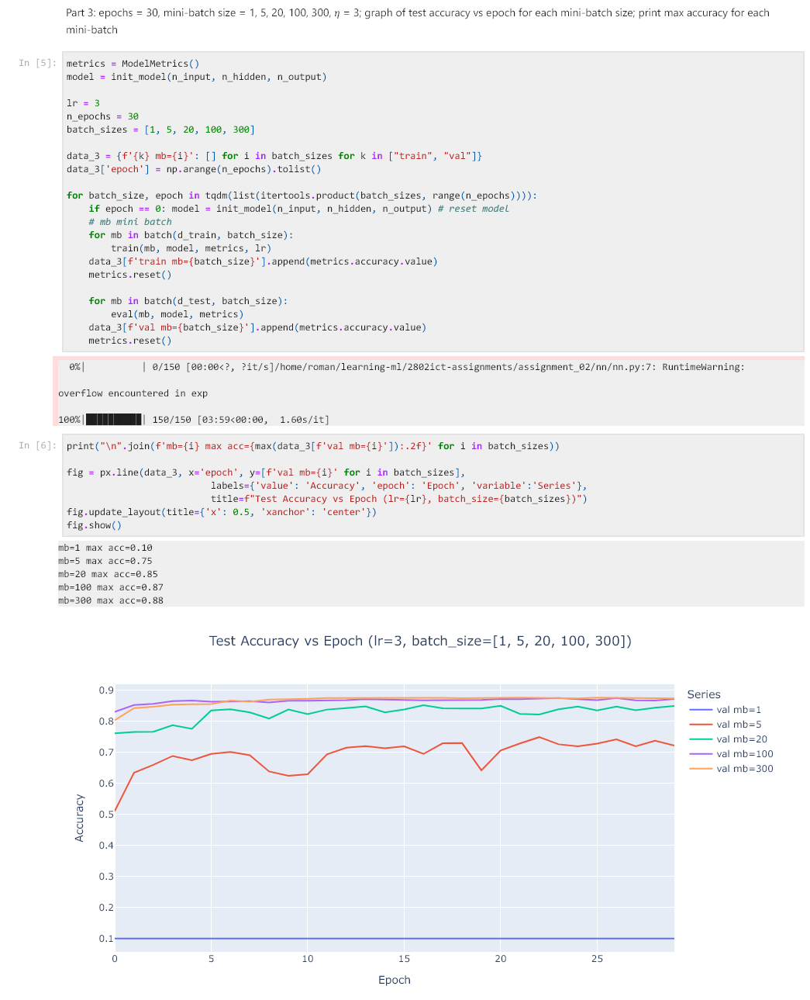 Part 3: epochs = 30, mini-batch size = 1, 5, 20, 100, 300, η = 3; graph of test accuracy vs epoch for each mini-batch size; print max accuracy for each
mini-batch
In [5]:
metrics = ModelMetrics()
model = init_model(n_input, n_hidden, n_output)
lr = 3
n_epochs = 30
batch_sizes = [1, 5, 20, 100, 300]
data_3 = {f'{k} mb={i}': [] for i in batch_sizes for k in ["train", "val"]}
data_3['epoch'] = np.arange(n_epochs).tolist()
for batch_size, epoch in tqdm(list(itertools.product(batch_sizes, range(n_epochs)))):
    if epoch == 0: model = init_model(n_input, n_hidden, n_output) # reset model
    # mb mini batch
    for mb in batch(d_train, batch_size):
        train(mb, model, metrics, lr)
    data_3[f'train mb={batch_size}'].append(metrics.accuracy.value)
    metrics.reset()
    for mb in batch(d_test, batch_size):
        eval(mb, model, metrics)
    data_3[f'val mb={batch_size}'].append(metrics.accuracy.value)
    metrics.reset()
0%|          | 0/150 [00:00<?, ?it/s]/home/roman/learning-ml/2802ict-assignments/assignment_02/nn/nn.py:7: RuntimeWarning:
overflow encountered in exp
100%|██████████| 150/150 [03:59<00:00,  1.60s/it]
In [6]:
print("\n".join(f'mb={i} max acc={max(data_3[f'val mb={i}']):.2f}' for i in batch_sizes))
fig = px.line(data_3, x='epoch', y=[f'val mb={i}' for i in batch_sizes],
                          labels={'value': 'Accuracy', 'epoch': 'Epoch', 'variable':'Series'},
                          title=f"Test Accuracy vs Epoch (lr={lr}, batch_size={batch_sizes})")
fig.update_layout(title={'x': 0.5, 'xanchor': 'center'})
fig.show()
mb=1 max acc=0.10
mb=5 max acc=0.75
mb=20 max acc=0.85
mb=100 max acc=0.87
mb=300 max acc=0.88
Test Accuracy vs Epoch (lr=3, batch_size=[1, 5, 20, 100, 300])
Series
val mb=1
val mb=5
val mb=20
val mb=100
val mb=300
Accuracy
0.9
0.8
0.7
0.6
0.5
0.4
0.3
0.2
0.1
0 5 10 15 20 25
Epoch